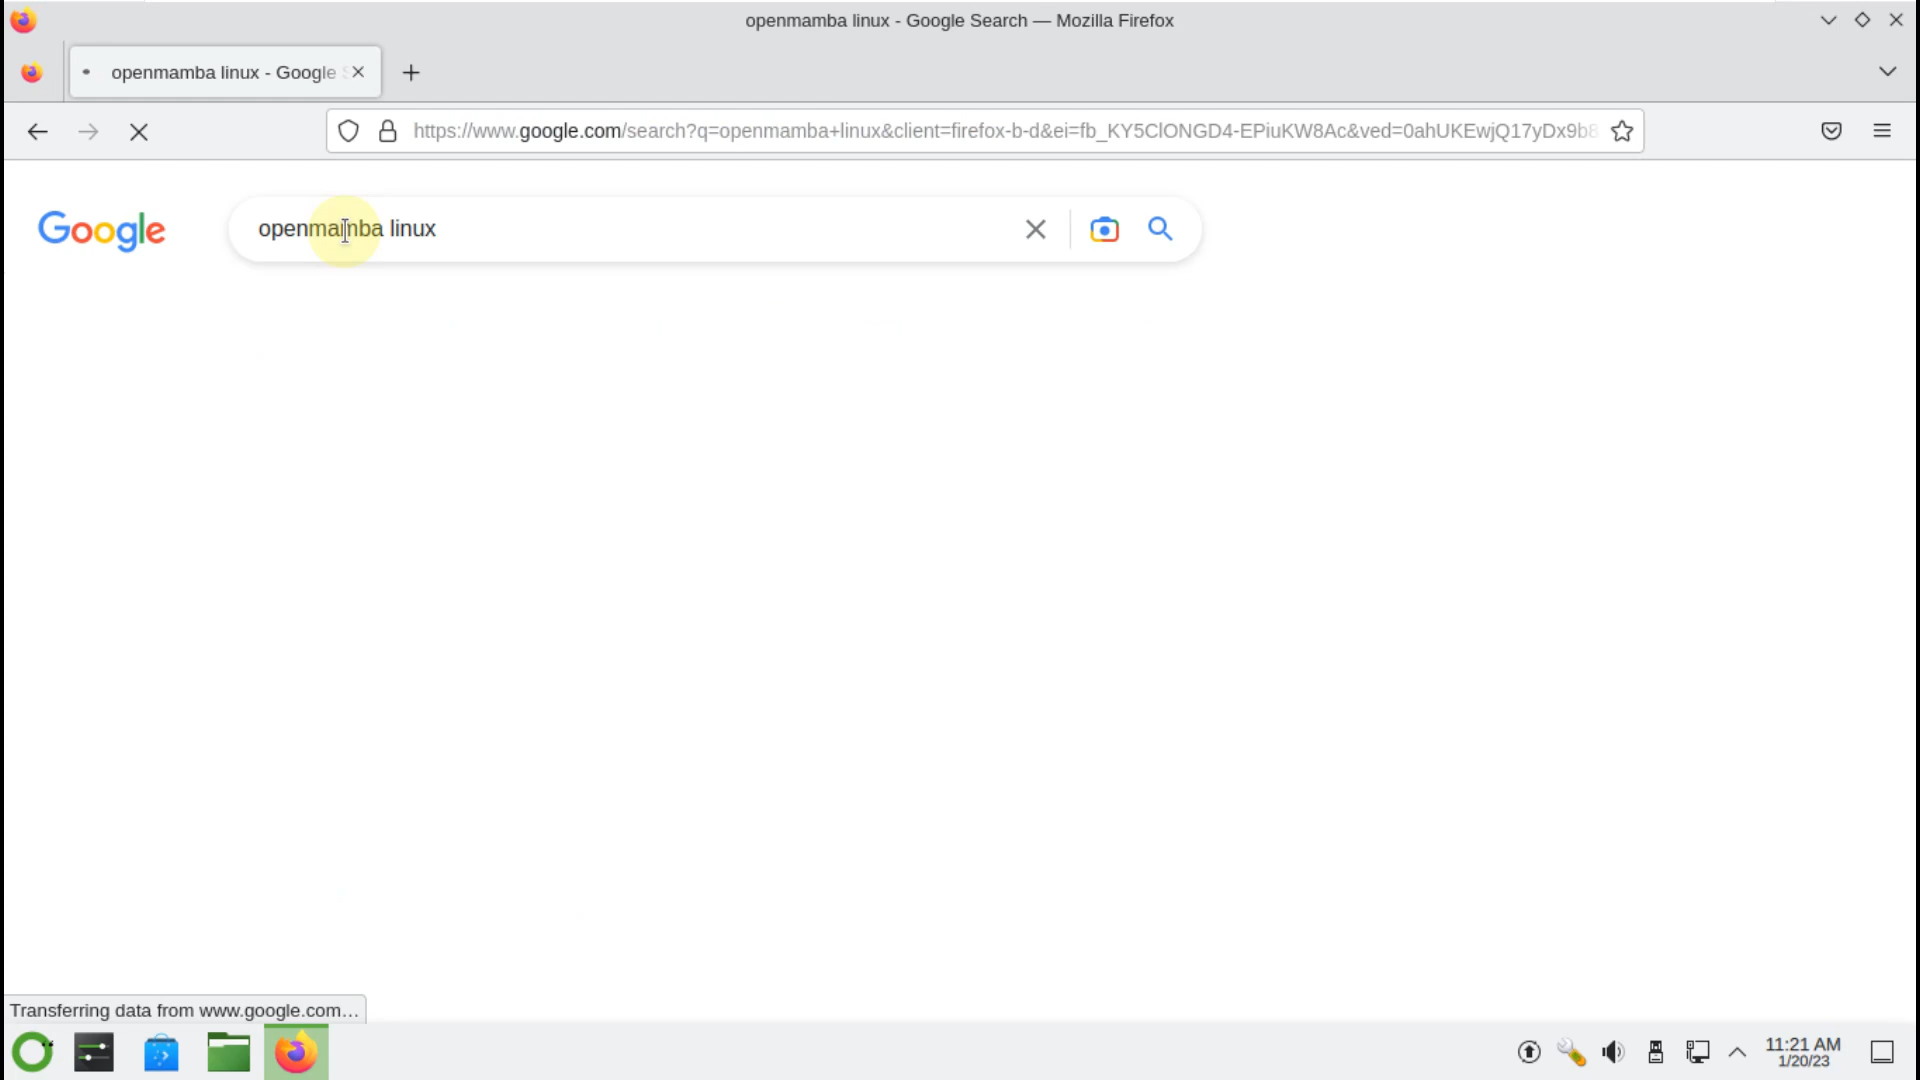 openmamba linux - Google Search — Mozilla Firefox
openmamba linux - Google S
https://www.google.com/search?q=openmamba+linux&client=firefox-b-d&ei=fb_KY5ClONGD4-EPiuKW8Ac&ved=0ahUKEwjQ17yDx9b8
Google
openmamba linux
Transferring data from www.google.com…
11:21 AM
1/20/23